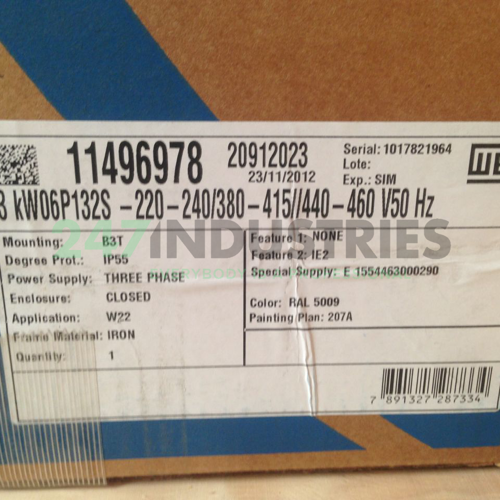 11496978 20912023
23/11/2012
Serial: 1017821964
Lote:
Exp.: SIM
3 kW06P132S -220-240/380-415//440-460 V50 Hz
247INDUSTRIES
Mounting: B3T
Degree Prot.: IP55
Power Supply: THREE PHASE
Enclosure: CLOSED
Application: W22
Frame Material: IRON
Quantity: 1
Feature 1: NONE
Feature 2: IE2
Special Supply: E 1554463000290
Color: RAL 5009
Painting Plan: 207A
7 891327 287334